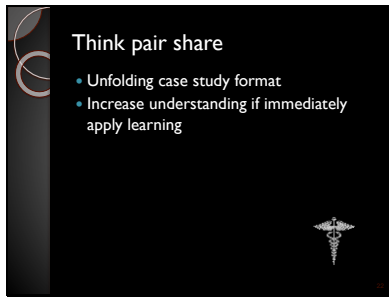 Think pair share
• Unfolding case study format
• Increase understanding if immediately
apply learning